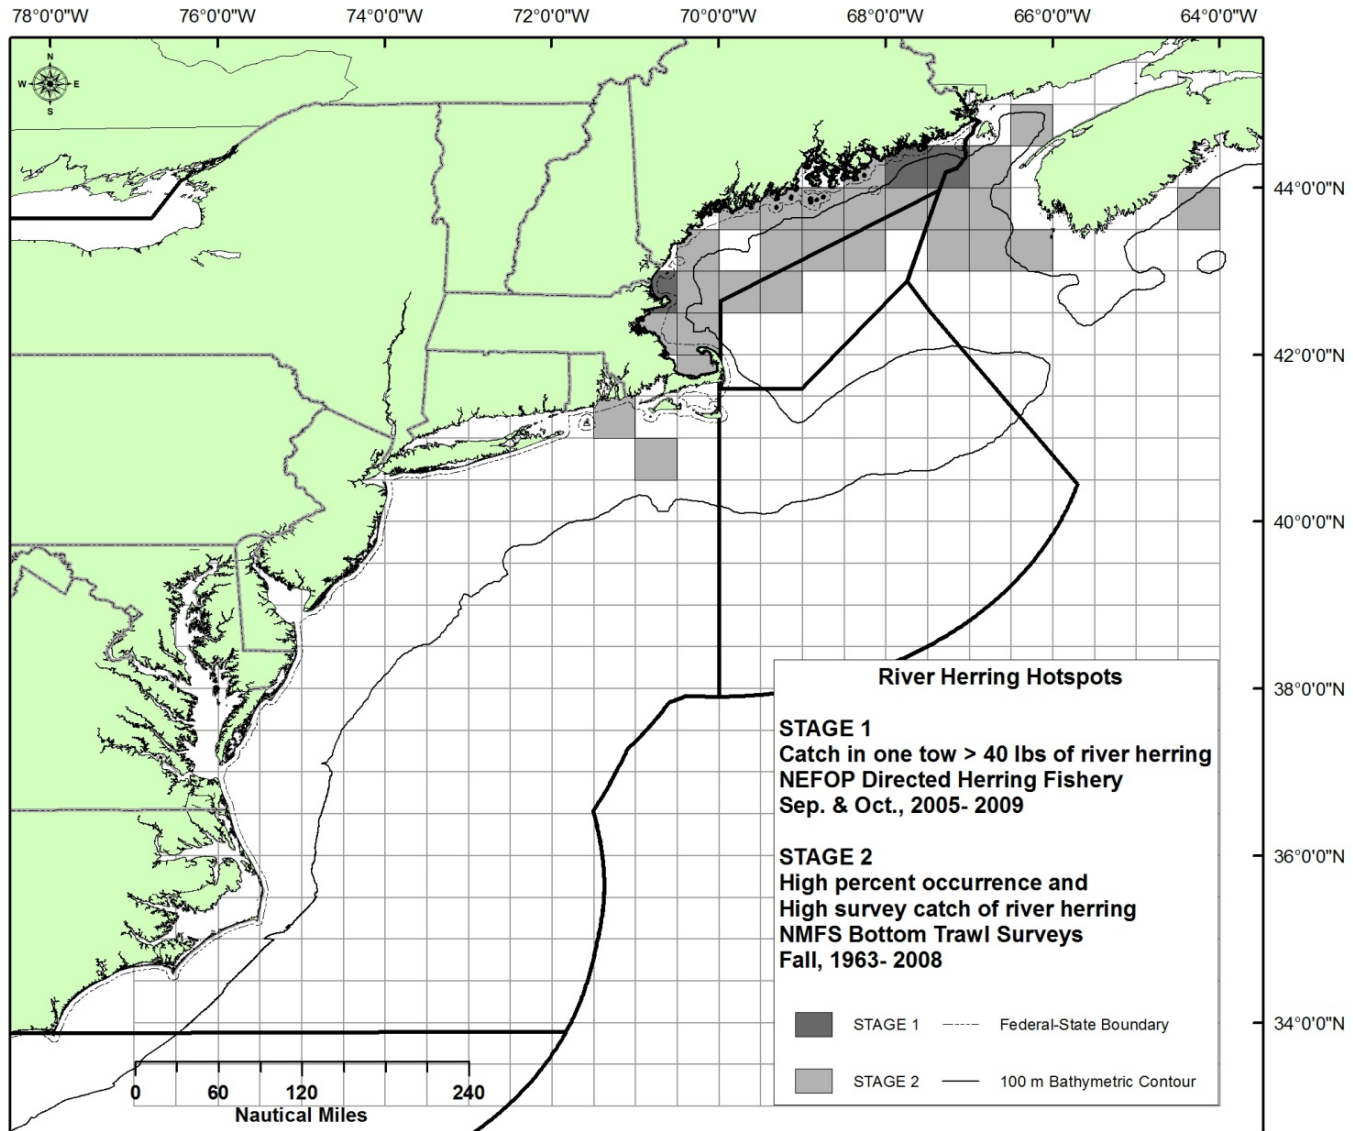 78°0'0"W 76°0'0"W 74°0'0"W 72°0'0"W 70°0'0"W 68°0'0"W 66°0'0"W 64°0'0"W
N
W E
S
44°0'0"N
42°0'0"N
40°0'0"N
38°0'0"N
36°0'0"N
34°0'0"N
River Herring Hotspots
STAGE 1
Catch in one tow > 40 lbs of river herring
NEFOP Directed Herring Fishery
Sep. & Oct., 2005- 2009
STAGE 2
High percent occurrence and
High survey catch of river herring
NMFS Bottom Trawl Surveys
Fall, 1963- 2008
STAGE 1 Federal-State Boundary
STAGE 2 100 m Bathymetric Contour
0 60 120 240
Nautical Miles